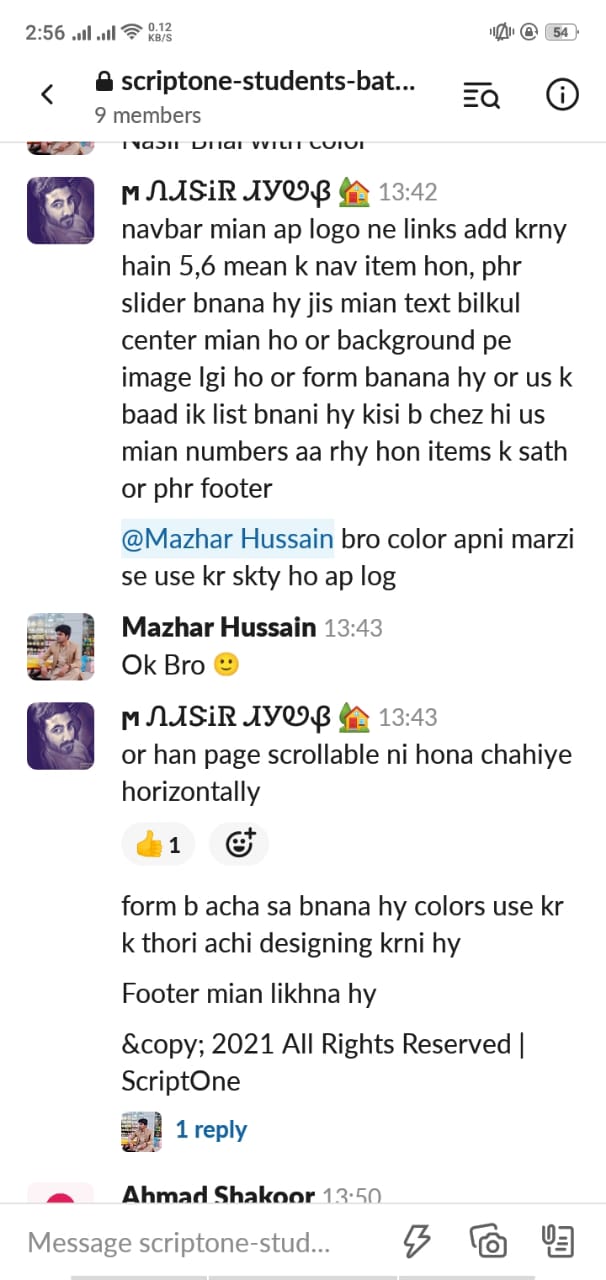 2:56
0.12
KB/S
54
scriptone-students-bat...
9 members
Nasir Bhai with color
13:42
navbar mian ap logo ne links add krny
hain 5,6 mean k nav item hon, phr
slider bnana hy jis mian text bilkul
center mian ho or background pe
image lgi ho or form banana hy or us k
baad ik list bnani hy kisi b chez hi us
mian numbers aa rhy hon items k sath
or phr footer
@Mazhar Hussain bro color apni marzi
se use kr skty ho ap log
Mazhar Hussain 13:43
Ok Bro 🙂
13:43
or han page scrollable ni hona chahiye
horizontally
👍 1
form b acha sa bnana hy colors use kr
k thori achi designing krni hy
Footer mian likhna hy
&copy; 2021 All Rights Reserved |
ScriptOne
1 reply
Ahmad Shakoor 13:50
Message scriptone-stud...